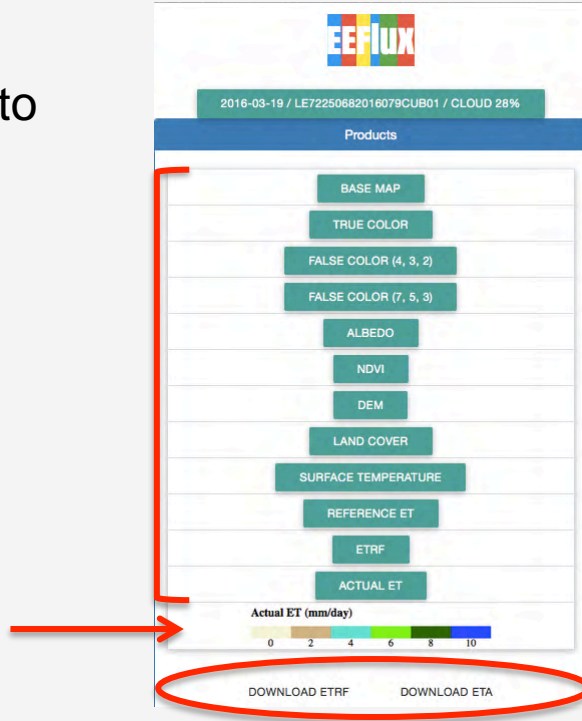 to
EEFlux
2016-03-19 / LE72250682016079CUB01 / CLOUD 28%
Products
BASE MAP
TRUE COLOR
FALSE COLOR (4, 3, 2)
FALSE COLOR (7, 5, 3)
ALBEDO
NDVI
DEM
LAND COVER
SURFACE TEMPERATURE
REFERENCE ET
ETRF
ACTUAL ET
Actual ET (mm/day)
0 2 4 6 8 10
DOWNLOAD ETRF DOWNLOAD ETA